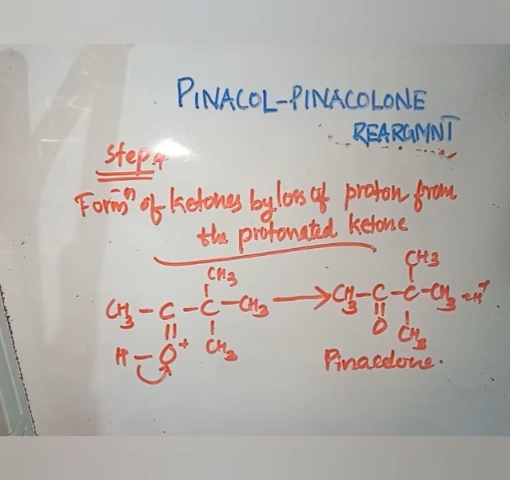 PINACOL-PINACOLONE
REARGMNT
Step 4
Formⁿ of ketones by loss of proton from
the protonated ketone
CH3 CH3
CH3-C-C-CH3 → CH3-C-C-CH3 + H+
H-O+ CH3 O CH3
Pinacolone.